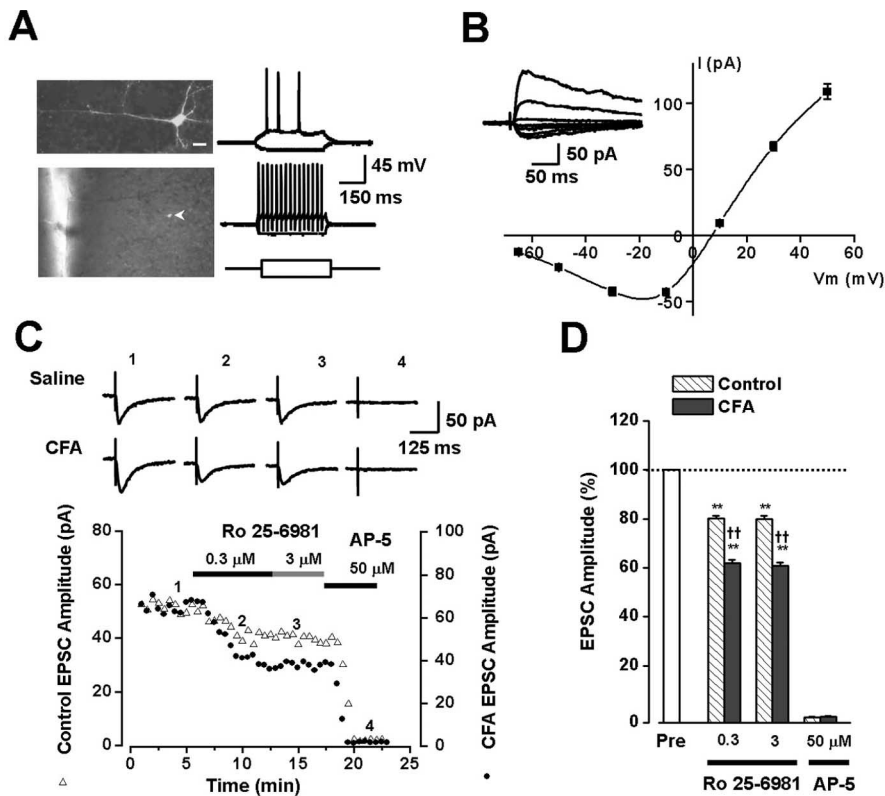 A
45 mV
150 ms
B
I (pA)
100
50
0
-50
-60 -40 -20 0 20 40 60
Vm (mV)
50 pA
50 ms
C
1 2 3 4
Saline
CFA
50 pA
125 ms
Control EPSC Amplitude (pA)
80
60
40
20
0
CFA EPSC Amplitude (pA)
100
80
60
40
20
0
Ro 25-6981
AP-5
0.3 μM
3 μM
50 μM
1
2
3
4
0 5 10 15 20 25
Time (min)
D
Control
CFA
EPSC Amplitude (%)
120
100
80
60
40
20
0
** †† ** ** †† **
Pre 0.3 3 50 μM
Ro 25-6981 AP-5